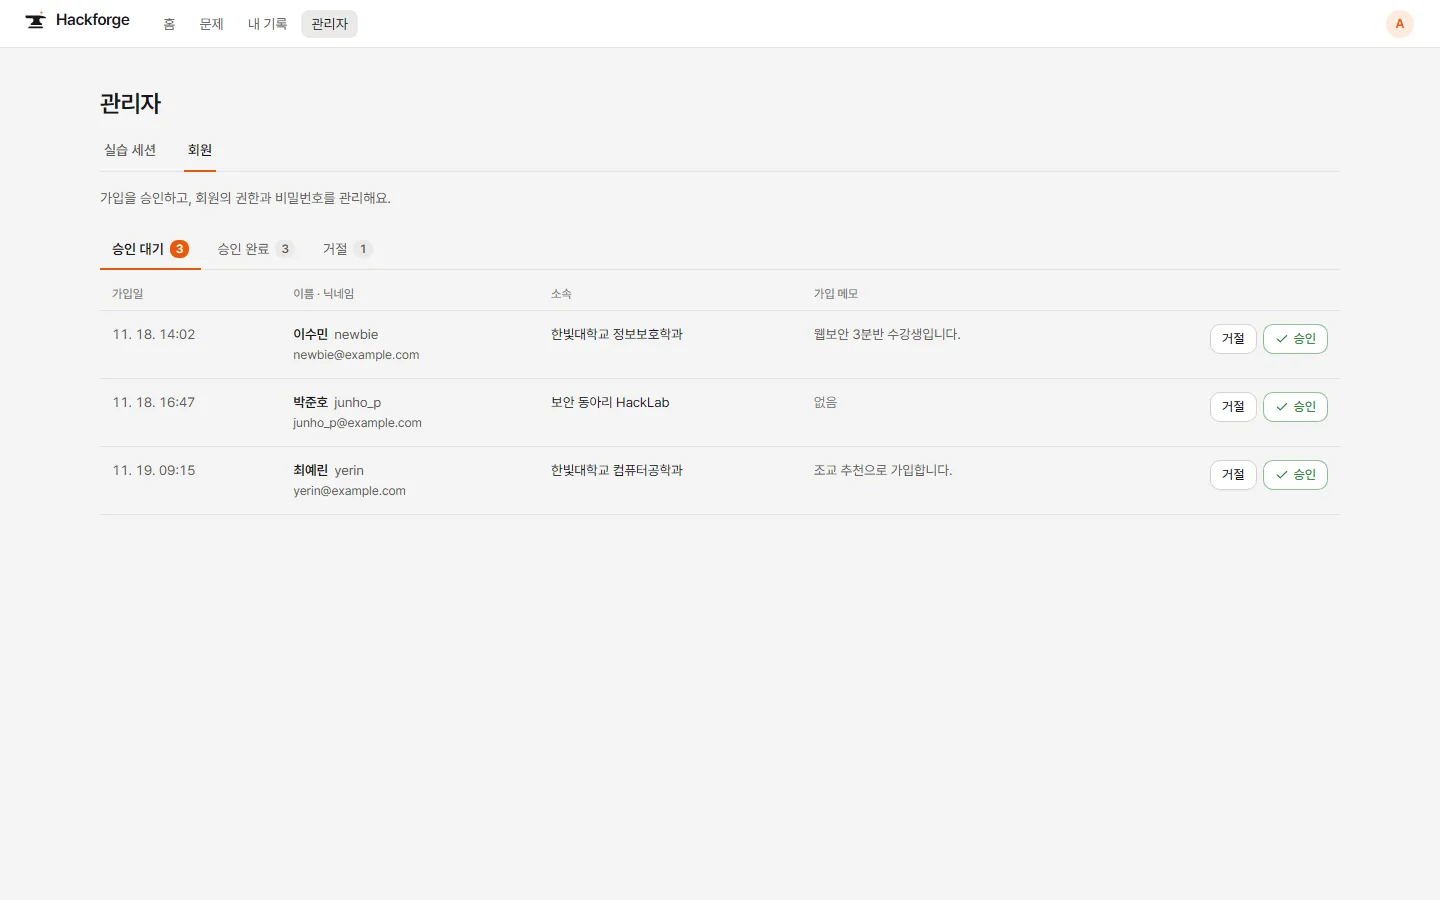 Hackforge 홈 문제 내 기록 관리자 A
관리자
실습 세션 회원
가입을 승인하고, 회원의 권한과 비밀번호를 관리해요.
승인 대기 3 승인 완료 3 거절 1
가입일 이름 · 닉네임 소속 가입 메모
11. 18. 14:02 이수민 newbie 한빛대학교 정보보호학과 웹보안 3분반 수강생입니다. 거절 승인
newbie@example.com
11. 18. 16:47 박준호 junho_p 보안 동아리 HackLab 없음 거절 승인
junho_p@example.com
11. 19. 09:15 최예린 yerin 한빛대학교 컴퓨터공학과 조교 추천으로 가입합니다. 거절 승인
yerin@example.com